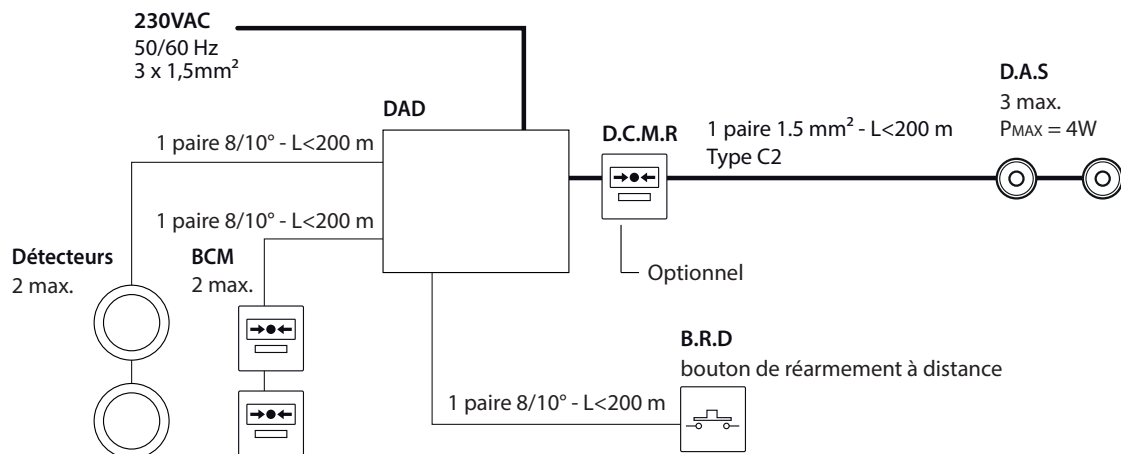 230VAC
50/60 Hz
3 x 1,5mm²
DAD
1 paire 8/10° - L<200 m
D.C.M.R
1 paire 1.5 mm² - L<200 m
Type C2
D.A.S
3 max.
PMAX = 4W
1 paire 8/10° - L<200 m
Détecteurs
2 max.
BCM
2 max.
Optionnel
B.R.D
bouton de réarmement à distance
1 paire 8/10° - L<200 m